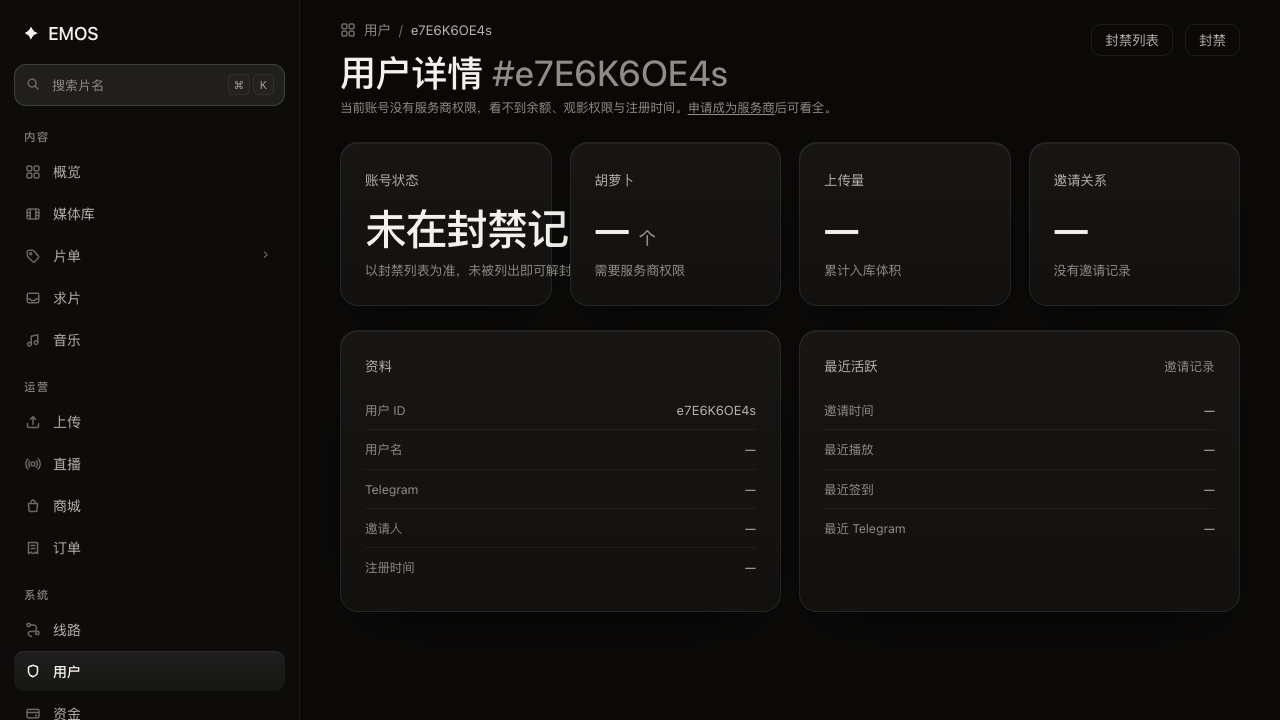 EMOS
搜索片名
⌘ K
内容
概览
媒体库
片单
求片
音乐
运营
上传
直播
商城
订单
系统
线路
用户
资金
用户 / e7E6K6OE4s
封禁列表
封禁
用户详情 #e7E6K6OE4s
当前账号没有服务商权限，看不到余额、观影权限与注册时间。申请成为服务商后可看全。
账号状态
未在封禁记
以封禁列表为准，未被列出即可解封
胡萝卜
— 个
需要服务商权限
上传量
—
累计入库体积
邀请关系
—
没有邀请记录
资料
用户 ID e7E6K6OE4s
用户名 —
Telegram —
邀请人 —
注册时间 —
最近活跃 邀请记录
邀请时间 —
最近播放 —
最近签到 —
最近 Telegram —